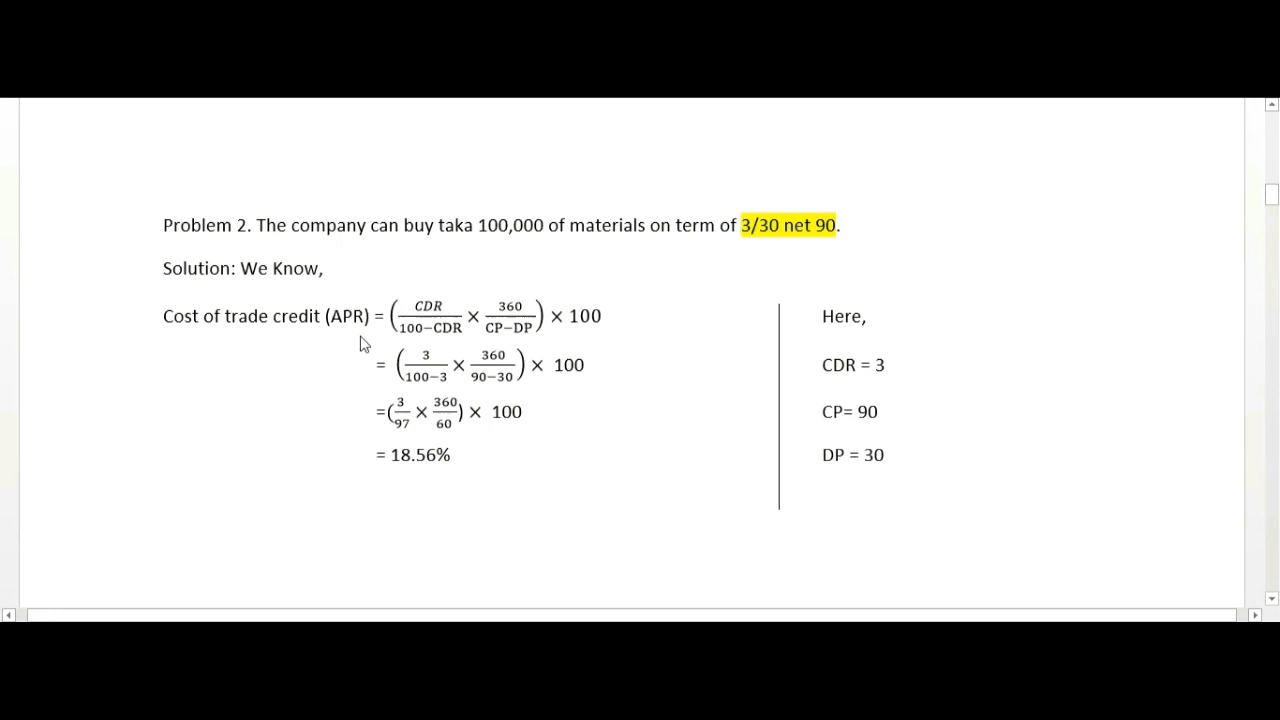 Problem 2. The company can buy taka 100,000 of materials on term of 3/30 net 90.
Solution: We Know,
Cost of trade credit (APR) = (CDR/100−CDR × 360/CP−DP) × 100
Here,
= (3/100−3 × 360/90−30) × 100
CDR = 3
=(3/97 × 360/60) × 100
CP= 90
= 18.56%
DP = 30